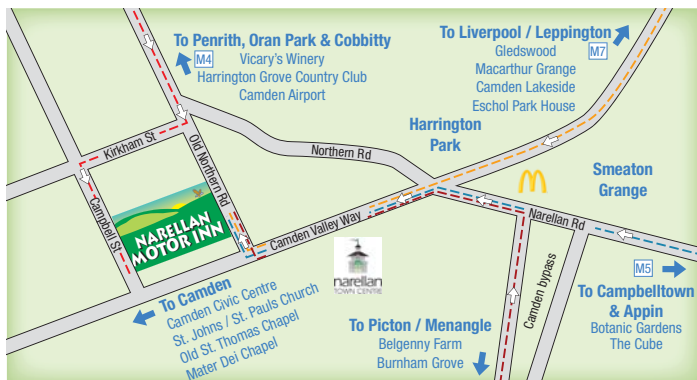 To Penrith, Oran Park & Cobbitty
M4
Vicary's Winery
Harrington Grove Country Club
Camden Airport
To Liverpool / Leppington
Gledswood
M7
Macarthur Grange
Camden Lakeside
Eschol Park House
Harrington
Park
Smeaton
Grange
Kirkham St
Old Northern Rd
Northern Rd
Campbell St
NARELLAN
MOTOR INN
Camden Valley Way
Narellan Rd
narellan
TOWN CENTRE
Camden bypass
M5
To Campbelltown
& Appin
Botanic Gardens
The Cube
To Camden
Camden Civic Centre
St. Johns / St. Pauls Church
Old St. Thomas Chapel
Mater Dei Chapel
To Picton / Menangle
Belgenny Farm
Burnham Grove